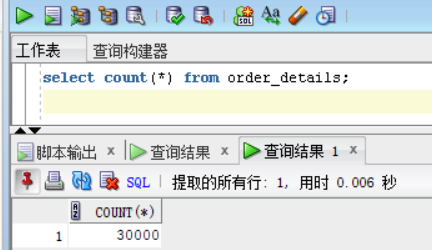 SQL
Aa
工作表 查询构建器
select count(*) from order_details;
脚本输出 × 查询结果 × 查询结果 1 ×
SQL | 提取的所有行: 1, 用时 0.006 秒
A Z COUNT(*)
1 30000